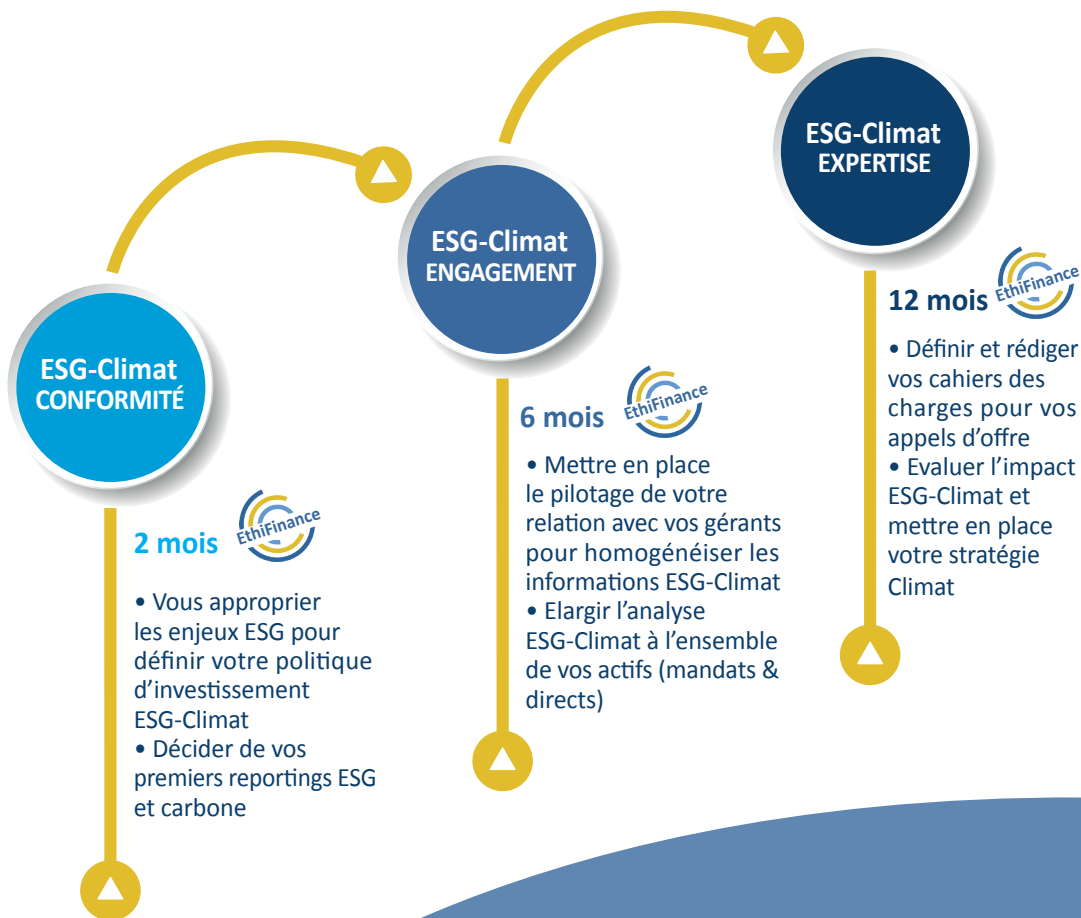 ESG-Climat
CONFORMITÉ
2 mois
EthiFinance
• Vous approprier
les enjeux ESG pour
définir votre politique
d’investissement
ESG-Climat
• Décider de vos
premiers reportings ESG
et carbone
ESG-Climat
ENGAGEMENT
6 mois
EthiFinance
• Mettre en place
le pilotage de votre
relation avec vos gérants
pour homogénéiser les
informations ESG-Climat
• Elargir l’analyse
ESG-Climat à l’ensemble
de vos actifs (mandats &
directs)
ESG-Climat
EXPERTISE
12 mois
EthiFinance
• Définir et rédiger
vos cahiers des
charges pour vos
appels d’offre
• Evaluer l’impact
ESG-Climat et
mettre en place
votre stratégie
Climat